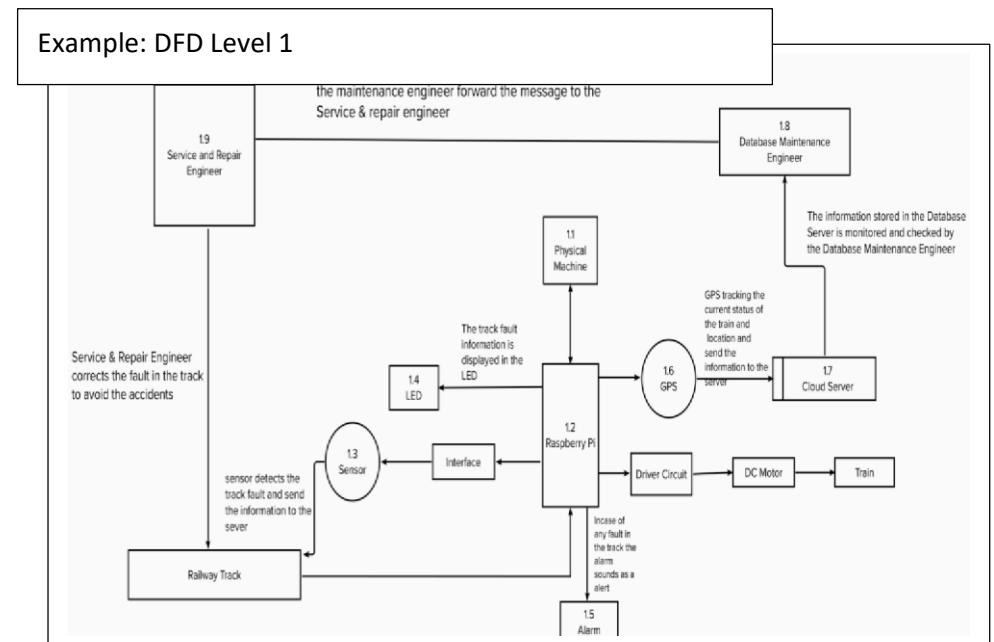 Example: DFD Level 1
the maintenance engineer forward the message to the
Service & repair engineer
1.9
Service and Repair
Engineer
1.8
Database Maintenance
Engineer
The information stored in the Database
Server is monitored and checked by
the Database Maintenance Engineer
1.1
Physical
Machine
GPS tracking the
current status of
the train and
location and
send the
information to the
server
The track fault
information is
displayed in the
LED
Service & Repair Engineer
corrects the fault in the track
to avoid the accidents
1.4
LED
1.6
GPS
1.7
Cloud Server
1.2
Raspberry Pi
1.3
Sensor
Interface
Driver Circuit
DC Motor
Train
sensor detects the
track fault and send
the information to the
sever
Incase of
any fault in
the track the
alarm
sounds as a
alert
Railway Track
1.5
Alarm